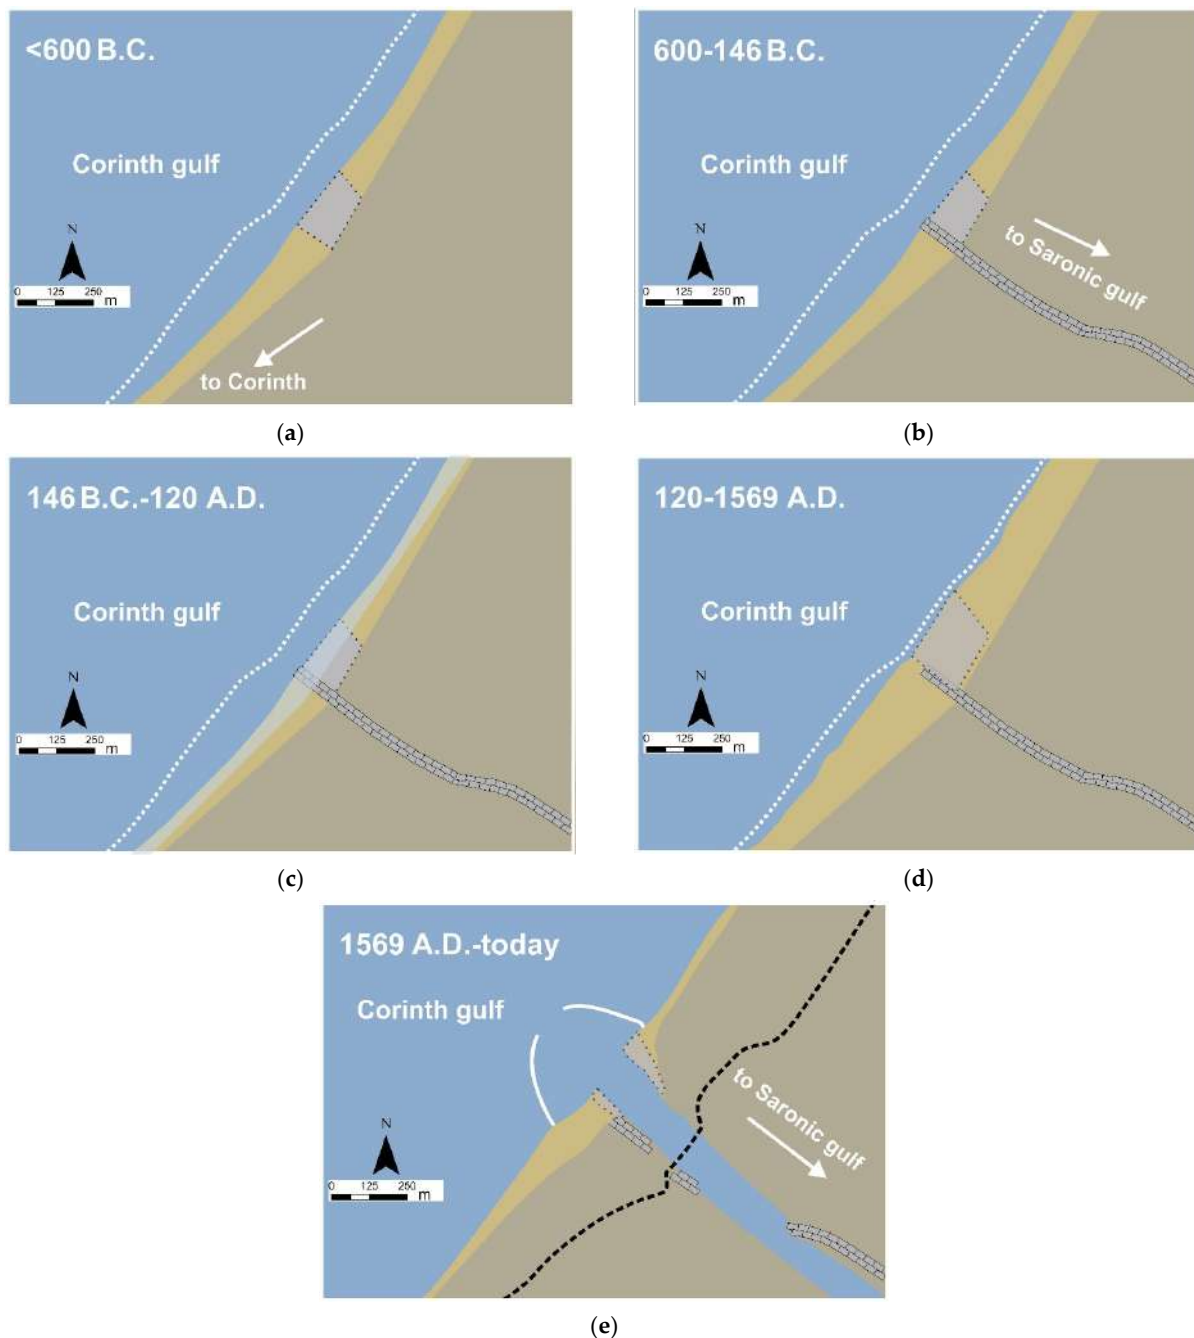 <600 B.C.
Corinth gulf
N
0 125 250
m
to Corinth
(a)
600-146 B.C.
Corinth gulf
N
0 125 250
m
to Saronic gulf
(b)
146 B.C.-120 A.D.
Corinth gulf
N
0 125 250
m
(c)
120-1569 A.D.
Corinth gulf
N
0 125 250
m
(d)
1569 A.D.-today
Corinth gulf
N
0 125 250
m
to Saronic gulf
(e)